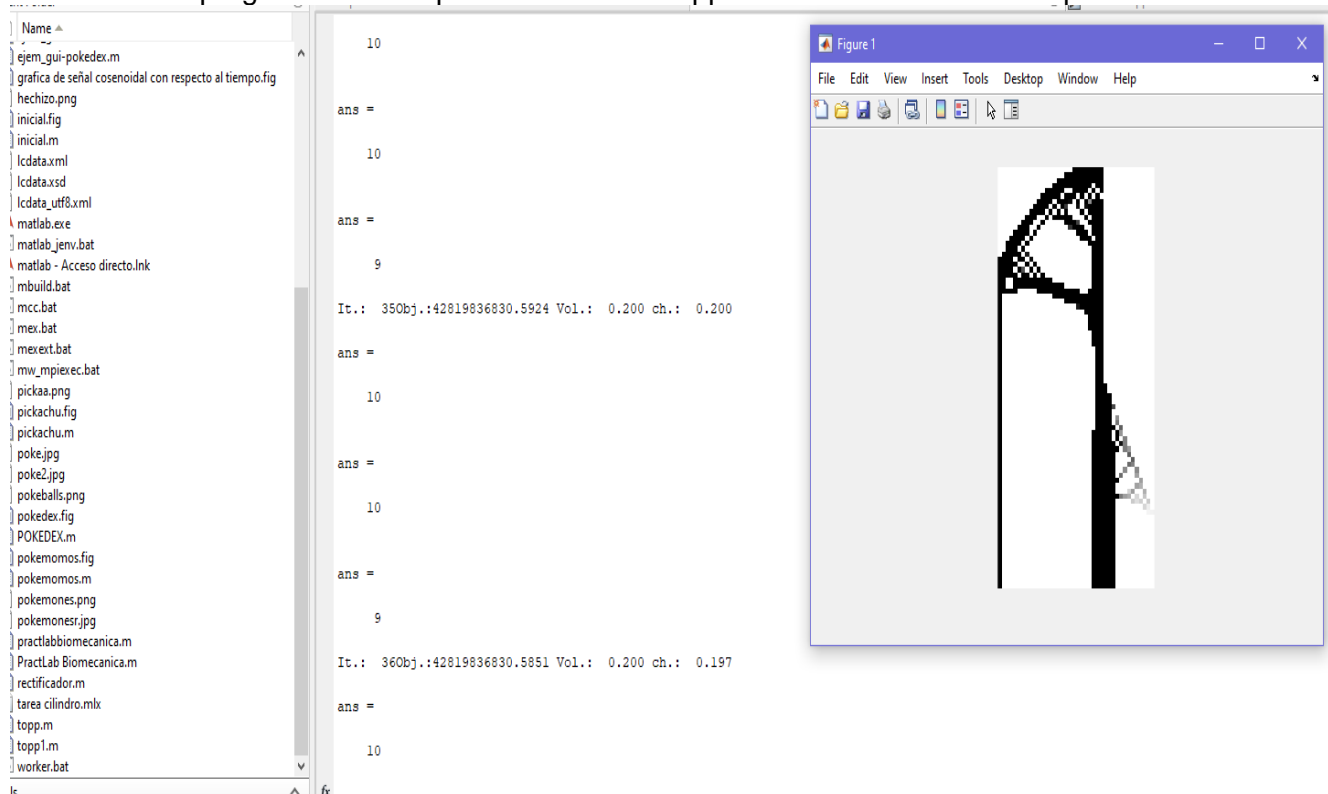 Name
ejem_gui-pokedex.m
grafica de señal cosenoidal con respecto al tiempo.fig
hechizo.png
inicial.fig
inicial.m
lcdata.xml
lcdata.xsd
lcdata_utf8.xml
matlab.exe
matlab_jenv.bat
matlab - Acceso directo.lnk
mbuild.bat
mcc.bat
mex.bat
mexext.bat
mw_mpiexec.bat
pickaa.png
pickachu.fig
pickachu.m
poke.jpg
poke2.jpg
pokeballs.png
pokedex.fig
POKEDEX.m
pokemomos.fig
pokemomos.m
pokemones.png
pokemonesr.jpg
practlabbiomecanica.m
PractLab Biomecanica.m
rectificador.m
tarea cilindro.mlx
topp.m
topp1.m
worker.bat
10
ans =
10
ans =
9
It.: 35Obj.:42819836830.5924 Vol.: 0.200 ch.: 0.200
ans =
10
ans =
10
ans =
9
It.: 36Obj.:42819836830.5851 Vol.: 0.200 ch.: 0.197
ans =
10
fx
Figure 1
File Edit View Insert Tools Desktop Window Help